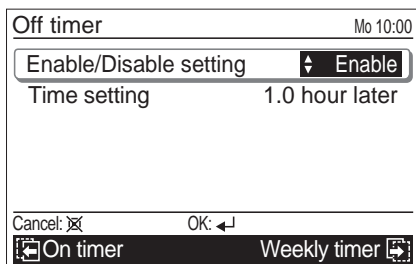 Off timer Mo 10:00
Enable/Disable setting Enable
Time setting 1.0 hour later
Cancel: OK:
On timer Weekly timer